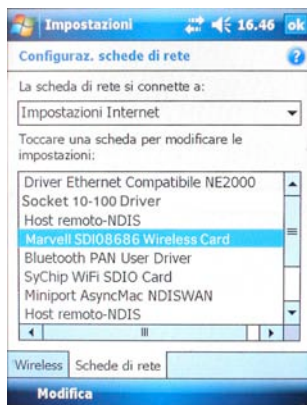 Impostazioni 16.46 ok
Configuraz. schede di rete
La scheda di rete si connette a:
Impostazioni Internet
Toccare una scheda per modificare le
impostazioni:
Driver Ethernet Compatibile NE2000
Socket 10-100 Driver
Host remoto-NDIS
Marvell SDIO8686 Wireless Card
Bluetooth PAN User Driver
SyChip WiFi SDIO Card
Miniport AsyncMac NDISWAN
Host remoto-NDIS
Wireless Schede di rete
Modifica